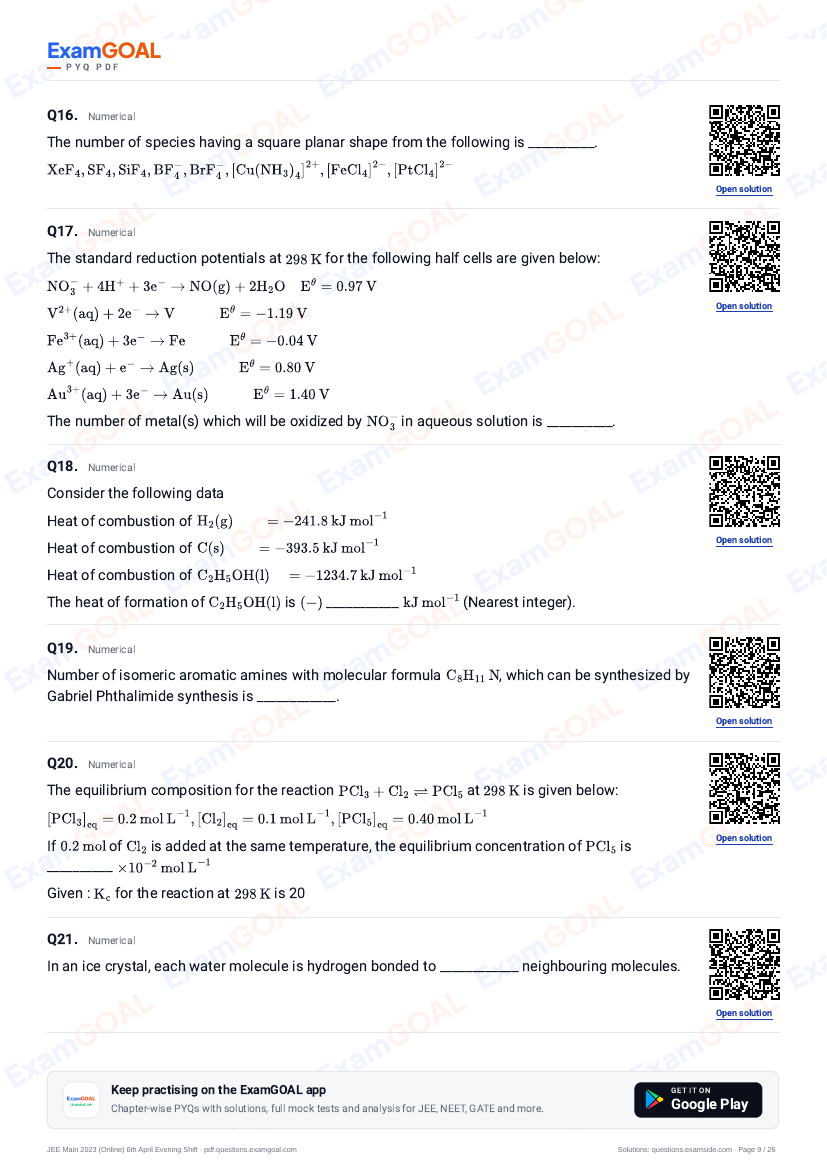 ExamGOAL
PYQ PDF
Q16. Numerical
The number of species having a square planar shape from the following is __________.
XeF₄, SF₄, SiF₄, BF₄⁻, BrF₄⁻, [Cu(NH₃)₄]²⁺, [FeCl₄]²⁻, [PtCl₄]²⁻
Open solution
Q17. Numerical
The standard reduction potentials at 298 K for the following half cells are given below:
NO₃⁻ + 4H⁺ + 3e⁻ → NO(g) + 2H₂O E^θ = 0.97 V
V²⁺(aq) + 2e⁻ → V E^θ = −1.19 V
Fe³⁺(aq) + 3e⁻ → Fe E^θ = −0.04 V
Ag⁺(aq) + e⁻ → Ag(s) E^θ = 0.80 V
Au³⁺(aq) + 3e⁻ → Au(s) E^θ = 1.40 V
The number of metal(s) which will be oxidized by NO₃⁻ in aqueous solution is __________.
Open solution
Q18. Numerical
Consider the following data
Heat of combustion of H₂(g) = −241.8 kJ mol⁻¹
Heat of combustion of C(s) = −393.5 kJ mol⁻¹
Heat of combustion of C₂H₅OH(l) = −1234.7 kJ mol⁻¹
The heat of formation of C₂H₅OH(l) is (−) ___________ kJ mol⁻¹ (Nearest integer).
Open solution
Q19. Numerical
Number of isomeric aromatic amines with molecular formula C₈H₁₁ N, which can be synthesized by
Gabriel Phthalimide synthesis is ____________.
Open solution
Q20. Numerical
The equilibrium composition for the reaction PCl₃ + Cl₂ ⇌ PCl₅ at 298 K is given below:
[PCl₃]_eq = 0.2 mol L⁻¹, [Cl₂]_eq = 0.1 mol L⁻¹, [PCl₅]_eq = 0.40 mol L⁻¹
If 0.2 mol of Cl₂ is added at the same temperature, the equilibrium concentration of PCl₅ is
__________ ×10⁻² mol L⁻¹
Given : K_c for the reaction at 298 K is 20
Open solution
Q21. Numerical
In an ice crystal, each water molecule is hydrogen bonded to ____________ neighbouring molecules.
Open solution
Keep practising on the ExamGOAL app
Chapter-wise PYQs with solutions, full mock tests and analysis for JEE, NEET, GATE and more.
GET IT ON
Google Play
JEE Main 2023 (Online) 6th April Evening Shift · pdf.questions.examgoal.com
Solutions: questions.examside.com · Page 9 / 26